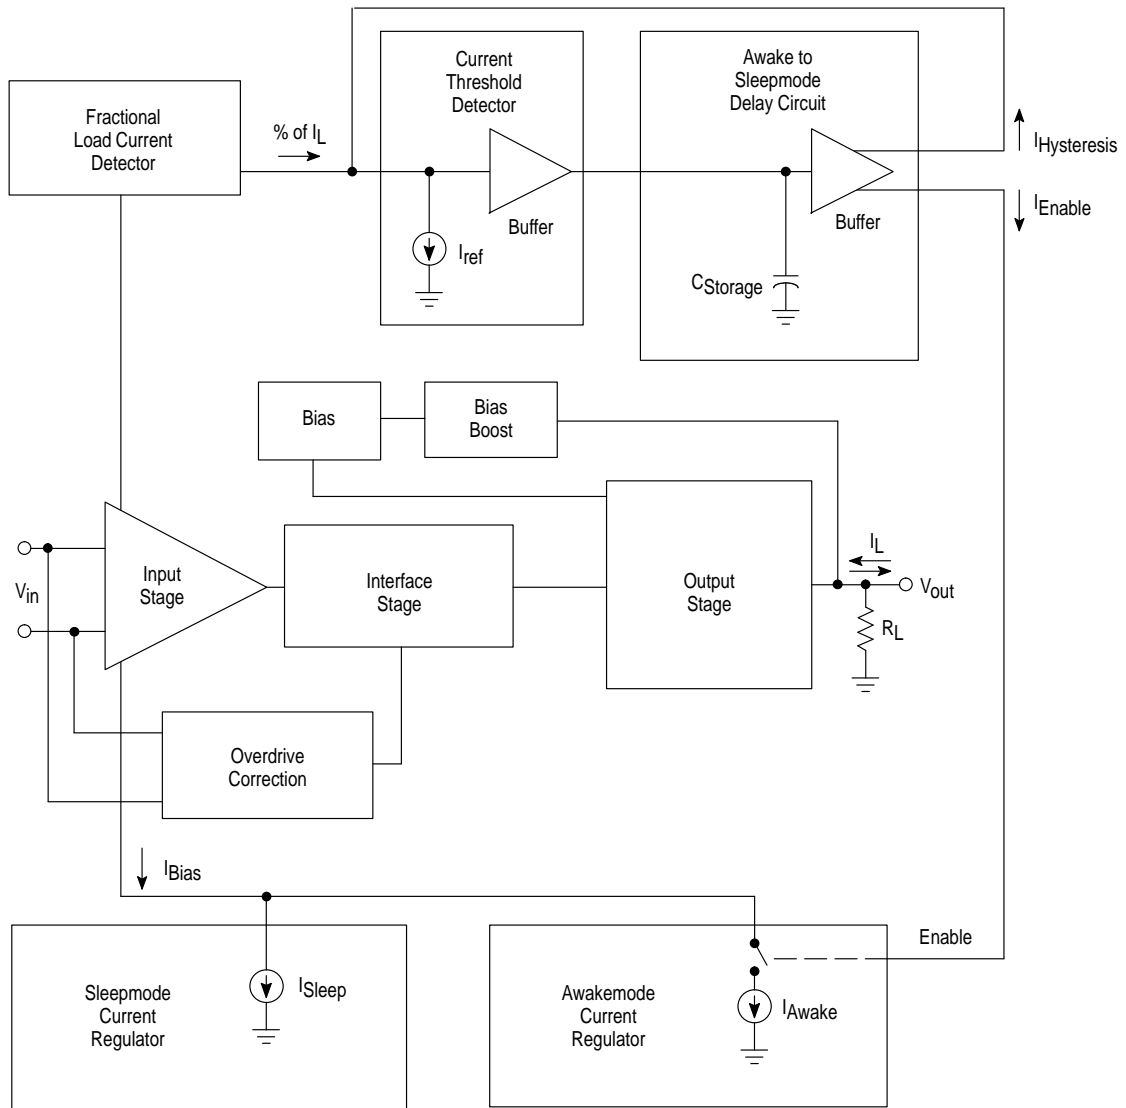 Fractional
Load Current
Detector
% of IL
Current
Threshold
Detector
Buffer
Iref
Awake to
Sleepmode
Delay Circuit
Buffer
CStorage
IHysteresis
IEnable
Bias
Bias
Boost
Vin
Input
Stage
Interface
Stage
Output
Stage
IL
Vout
RL
Overdrive
Correction
IBias
Sleepmode
Current
Regulator
ISleep
Awakemode
Current
Regulator
IAwake
Enable